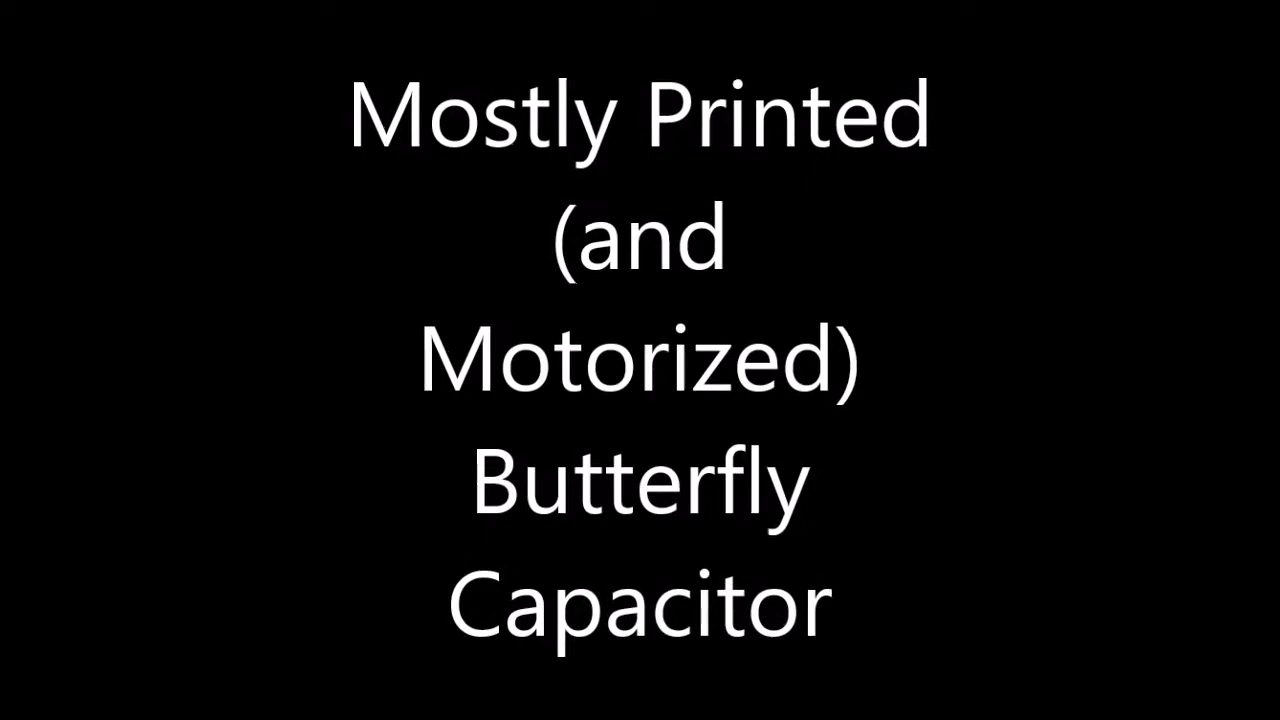 Mostly Printed
(and
Motorized)
Butterfly
Capacitor